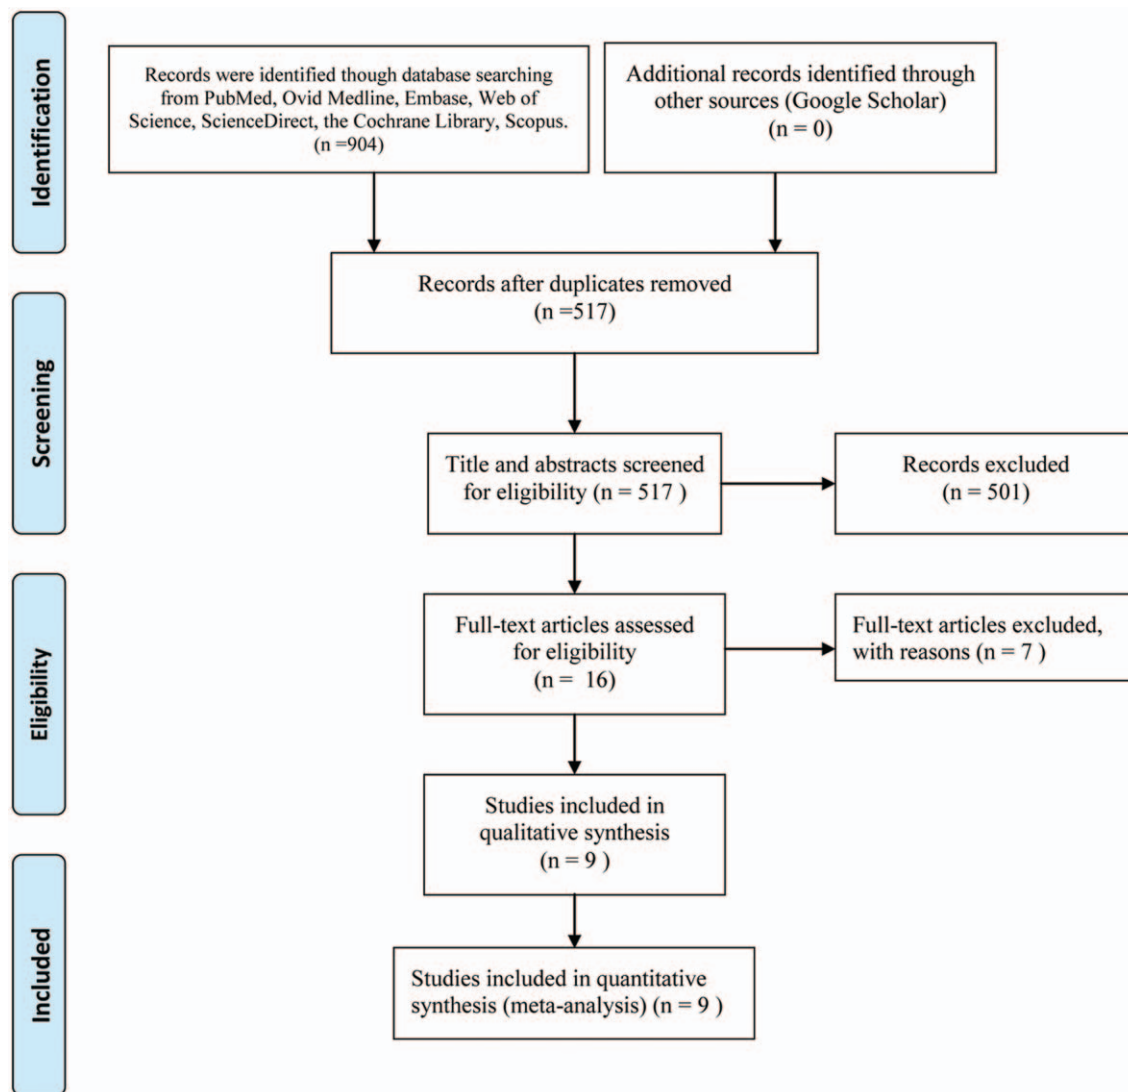 Identification
Records were identified though database searching
from PubMed, Ovid Medline, Embase, Web of
Science, ScienceDirect, the Cochrane Library, Scopus.
(n =904)
Additional records identified through
other sources (Google Scholar)
(n = 0)
Records after duplicates removed
(n =517)
Screening
Title and abstracts screened
for eligibility (n = 517 )
Records excluded
(n = 501)
Eligibility
Full-text articles assessed
for eligibility
(n = 16)
Full-text articles excluded,
with reasons (n = 7 )
Studies included in
qualitative synthesis
(n = 9 )
Included
Studies included in quantitative
synthesis (meta-analysis) (n = 9 )